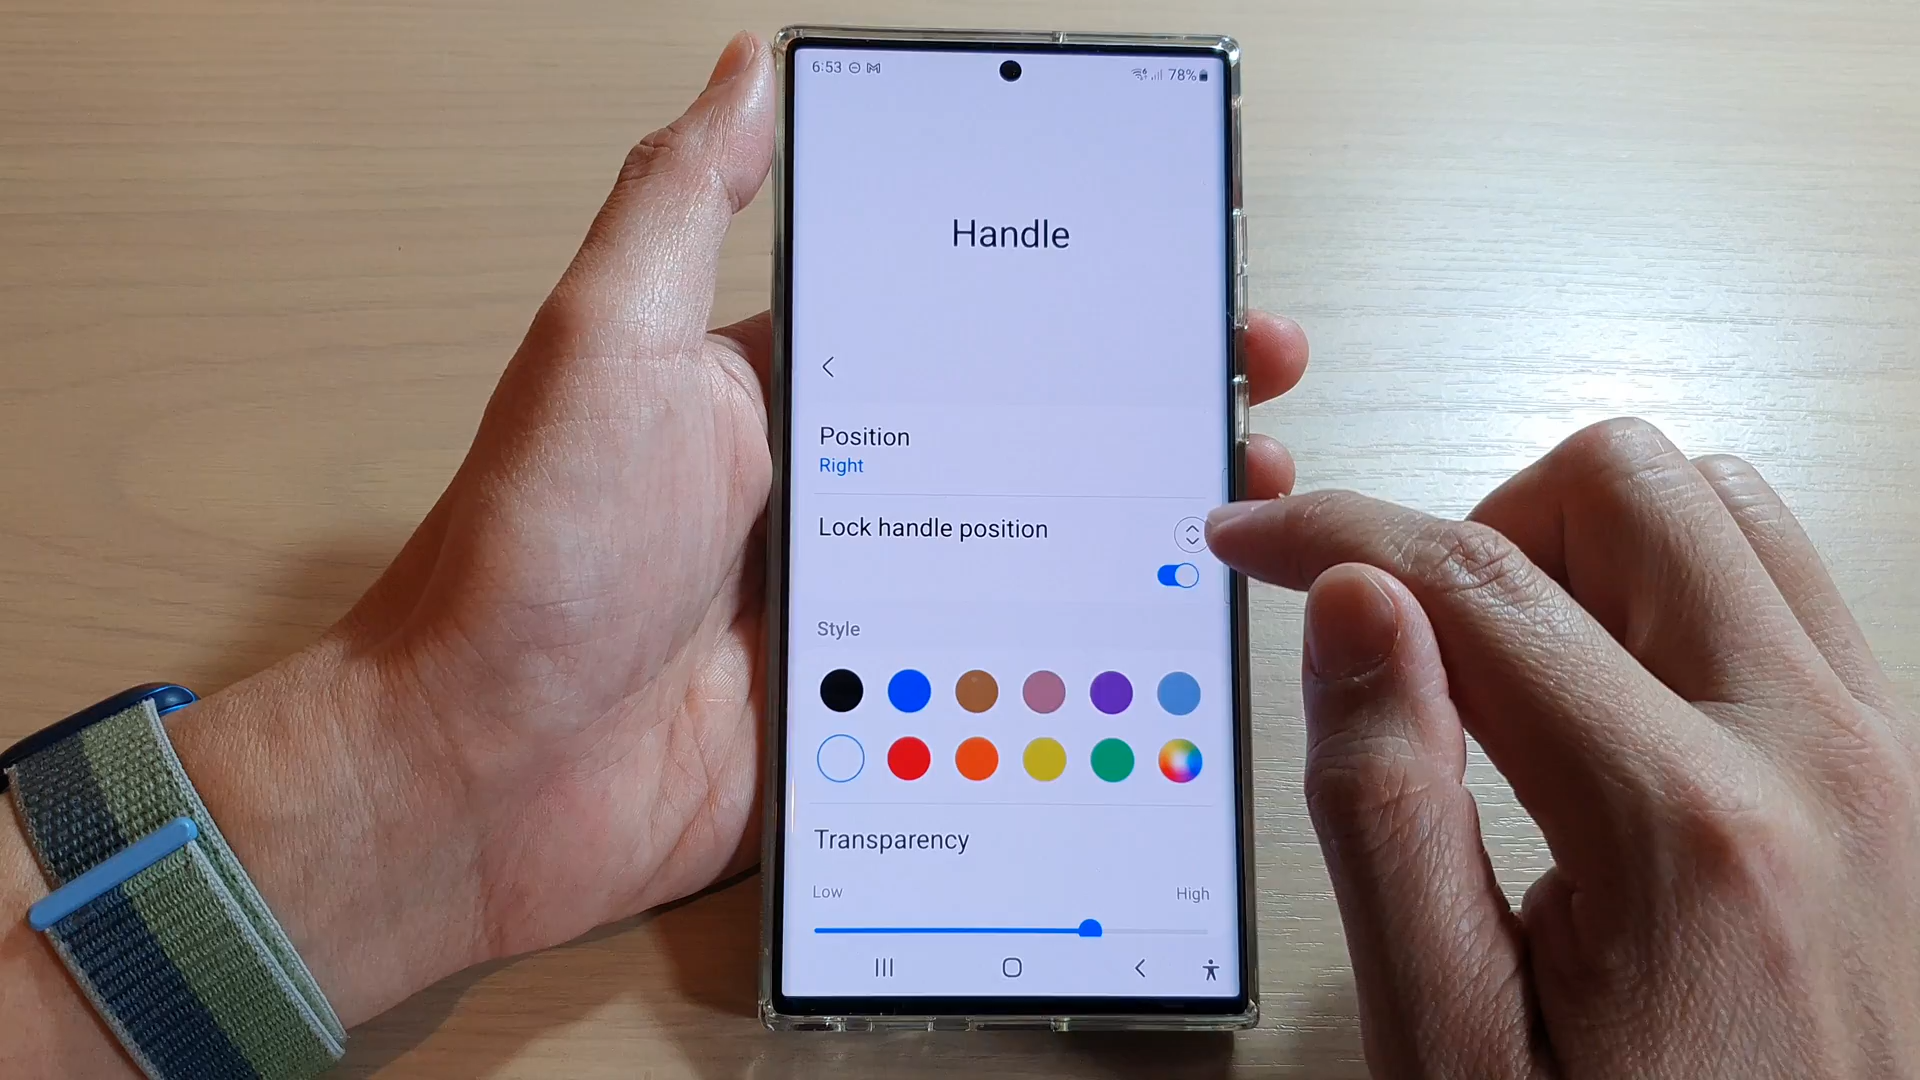 6:53 78%
Handle
Position
Right
Lock handle position
Style
Transparency
Low High